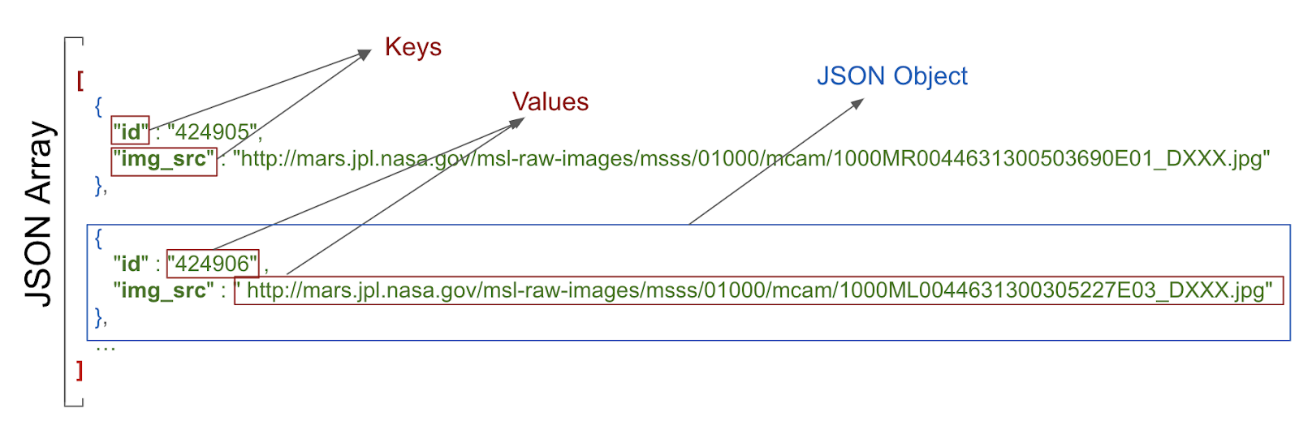 Keys
[
JSON Object
{
Values
"id" : "424905",
"img_src" : "http://mars.jpl.nasa.gov/msl-raw-images/msss/01000/mcam/1000MR0044631300503690E01_DXXX.jpg"
},
JSON Array
{
"id" : "424906" ,
"img_src" : " http://mars.jpl.nasa.gov/msl-raw-images/msss/01000/mcam/1000ML0044631300305227E03_DXXX.jpg"
},
...
]